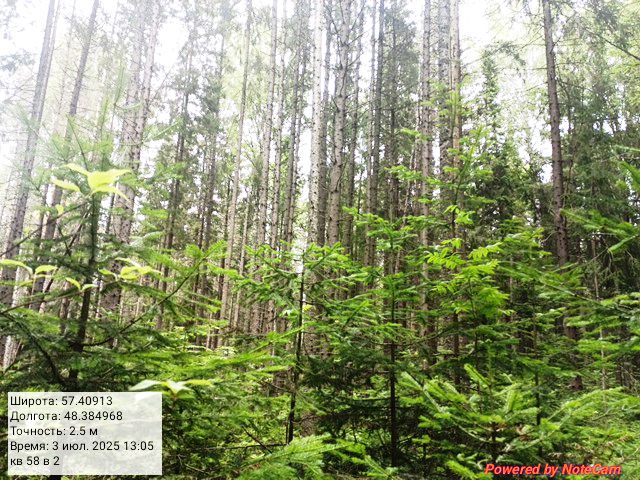 Широта: 57.40913
Долгота: 48.384968
Точность: 2.5 м
Время: 3 июл. 2025 13:05
кв 58 в 2
Powered by NoteCam